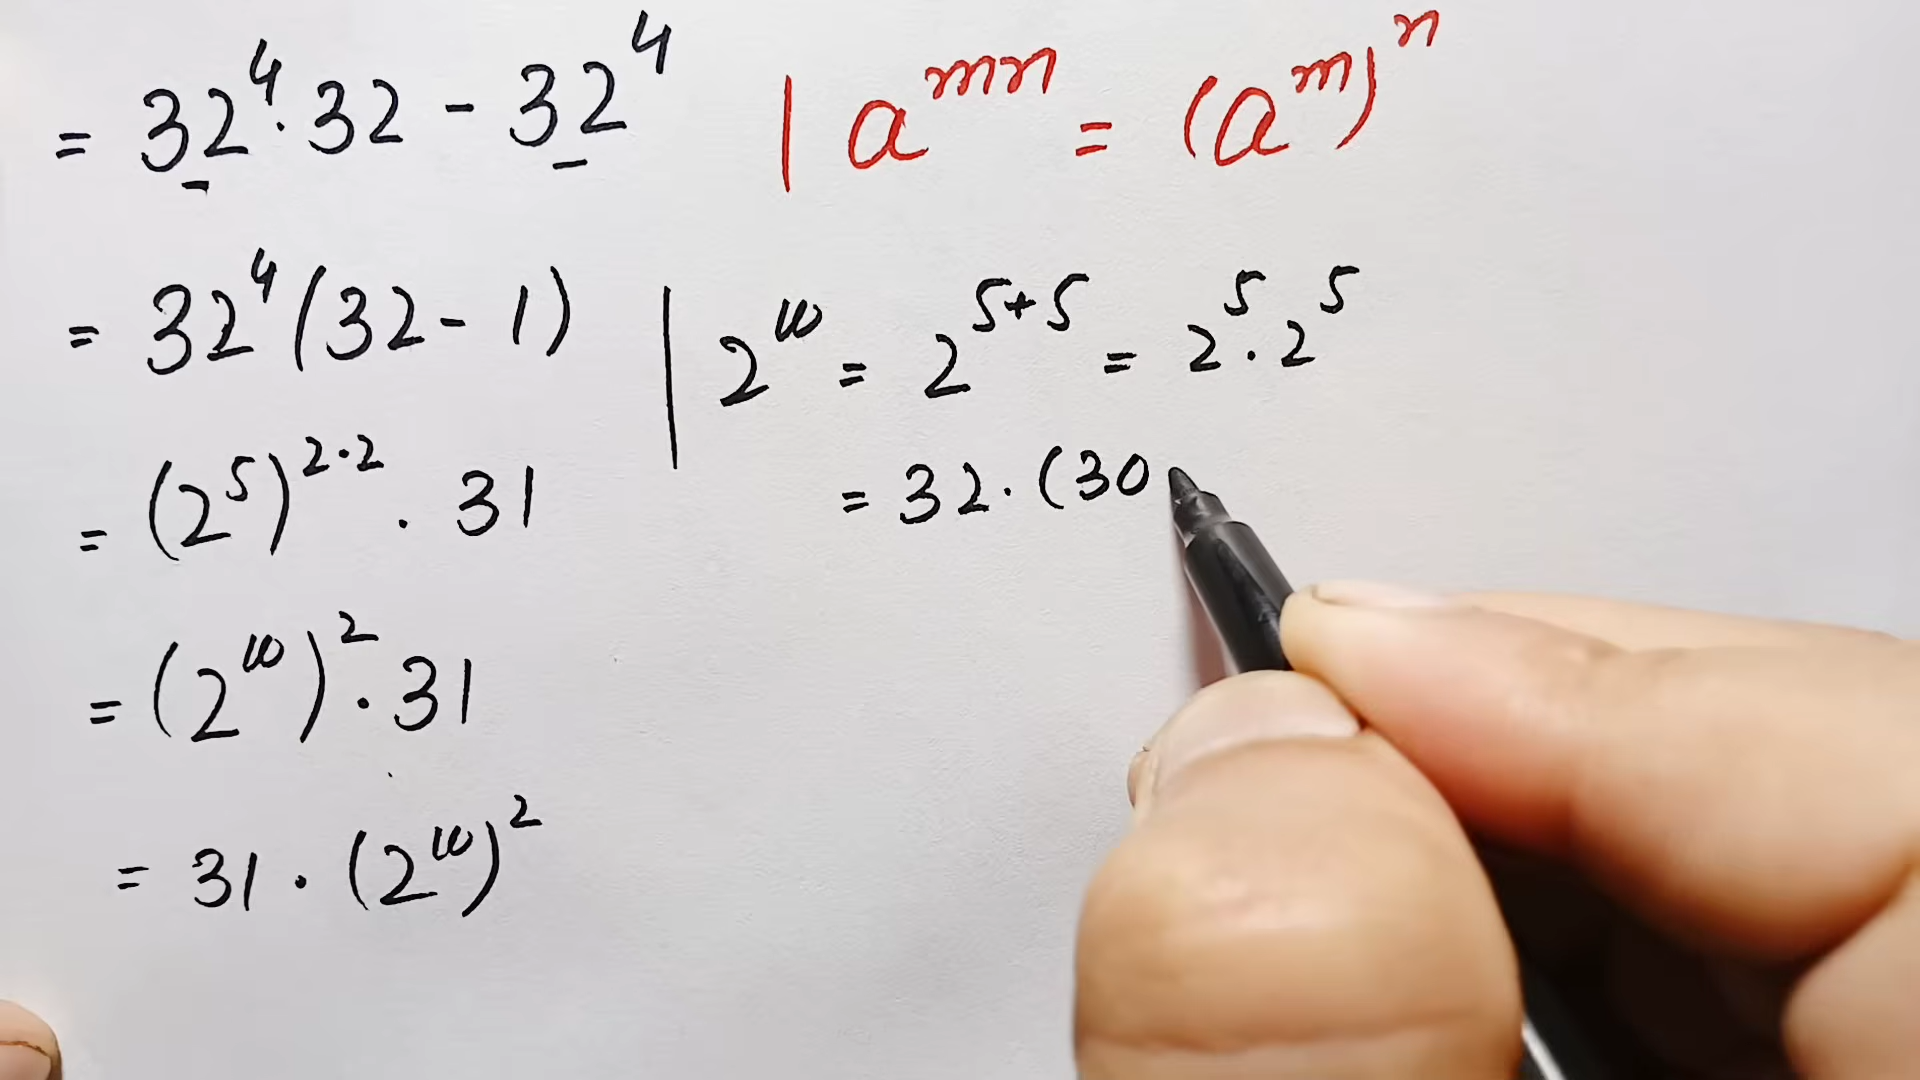 = 32⁴·32 - 32⁴ | a^{mn} = (a^m)^n
= 32⁴(32 - 1)
= (2⁵)^{2·2} · 31
= (2¹⁰)² · 31
= 31 · (2¹⁰)²
| 2¹⁰ = 2^{5+5} = 2⁵·2⁵
= 32·(30